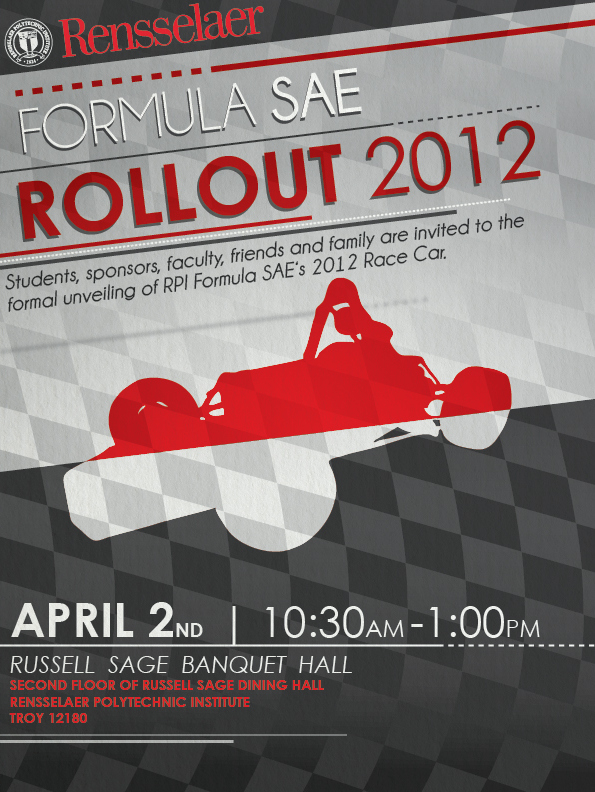 Rensselaer
FORMULA SAE
ROLLOUT 2012
Students, sponsors, faculty, friends and family are invited to the
formal unveiling of RPI Formula SAE's 2012 Race Car.
APRIL 2ND | 10:30AM -1:00PM
RUSSELL SAGE BANQUET HALL
SECOND FLOOR OF RUSSELL SAGE DINING HALL
RENSSELAER POLYTECHNIC INSTITUTE
TROY 12180